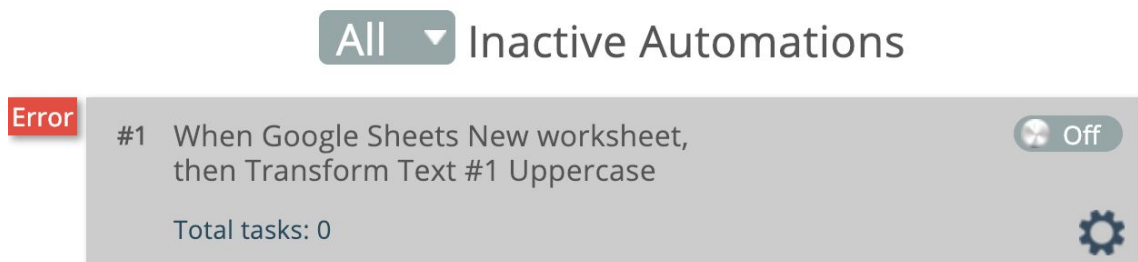 All Inactive Automations
Error
#1 When Google Sheets New worksheet,
then Transform Text #1 Uppercase
Off
Total tasks: 0